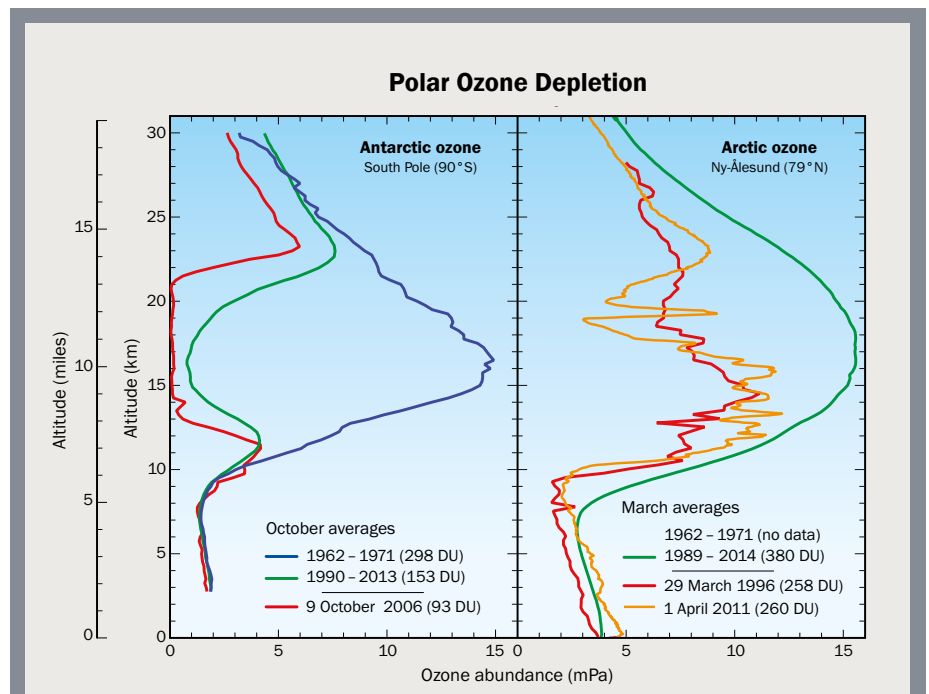 Polar Ozone Depletion
Antarctic ozone
South Pole (90°S)
Arctic ozone
Ny-Ålesund (79°N)
Altitude (miles)
15
10
5
0
Altitude (km)
30
25
20
15
10
5
0
October averages
1962 – 1971 (298 DU)
1990 – 2013 (153 DU)
9 October 2006 (93 DU)
March averages
1962 – 1971 (no data)
1989 – 2014 (380 DU)
29 March 1996 (258 DU)
1 April 2011 (260 DU)
0 5 10 15 0 5 10 15
Ozone abundance (mPa)